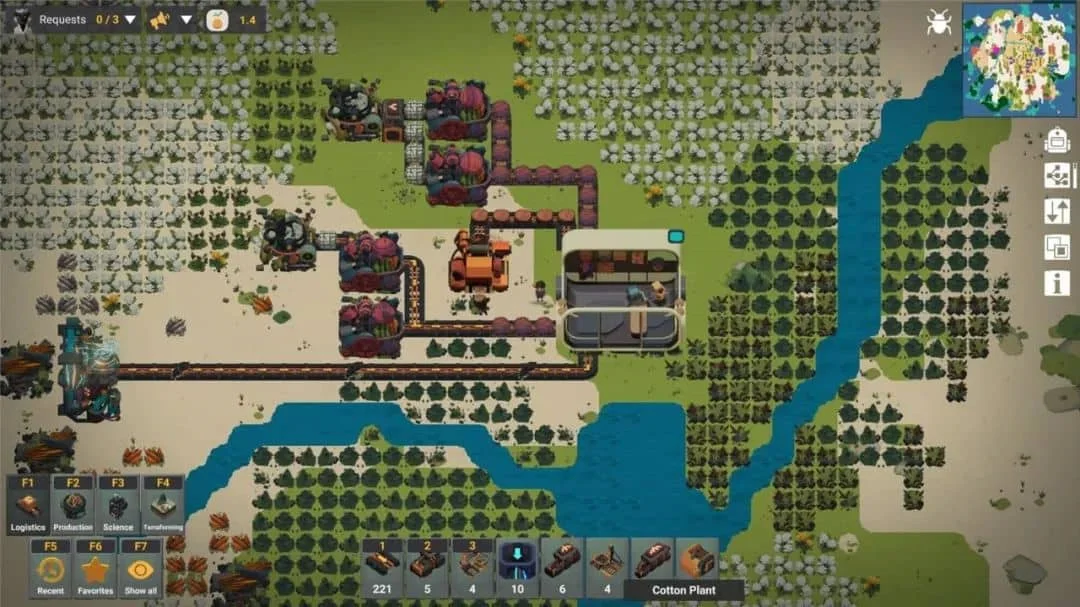 Requests 0 / 3
1.4
F1 F2 F3 F4
Logistics Production Science Terraforming
F5 F6 F7
Recent Favorites Show all
1 2 3
221 5 4 10 6 4
Cotton Plant